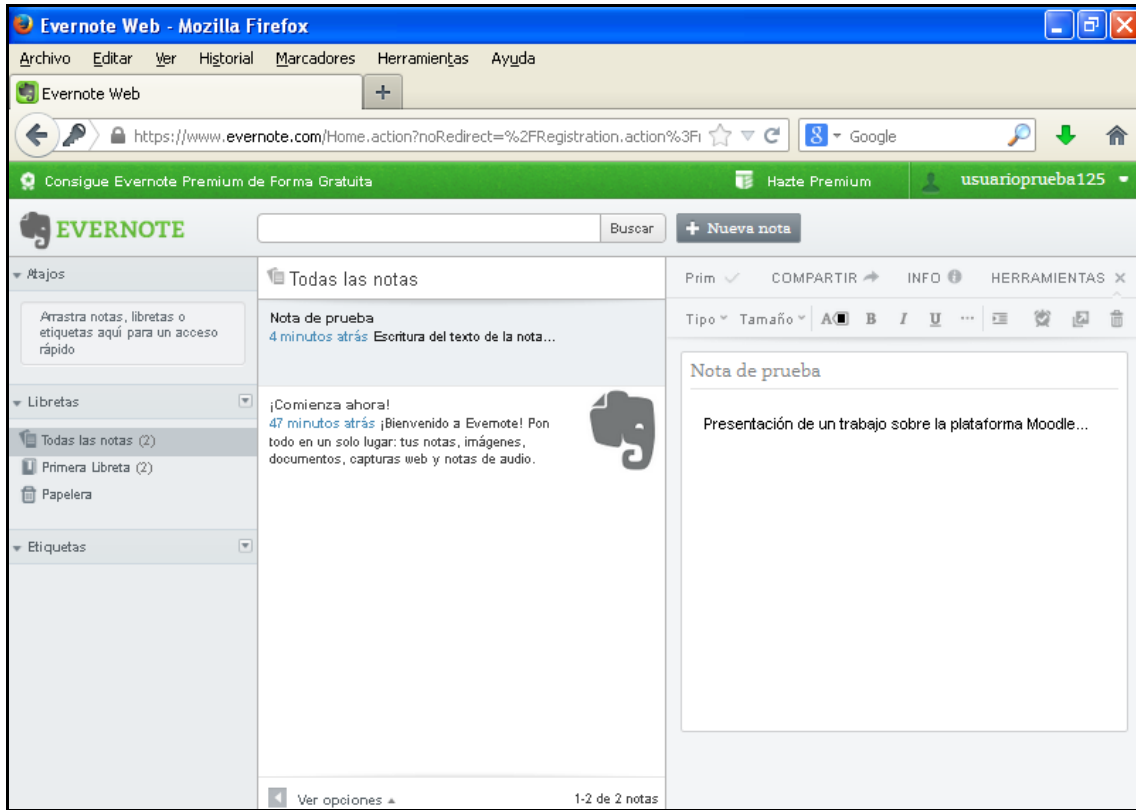 Evernote Web - Mozilla Firefox
Archivo Editar Ver Historial Marcadores Herramientas Ayuda
Evernote Web
https://www.evernote.com/Home.action?noRedirect=%2FRegistration.action%3Fı
Google
Consigue Evernote Premium de Forma Gratuita
Hazte Premium
usuarioprueba125
EVERNOTE
Buscar
+ Nueva nota
Atajos
Arrastra notas, libretas o
etiquetas aquí para un acceso
rápido
Libretas
Todas las notas (2)
Primera Libreta (2)
Papelera
Etiquetas
Todas las notas
Nota de prueba
4 minutos atrás Escritura del texto de la nota...
¡Comienza ahora!
47 minutos atrás ¡Bienvenido a Evernote! Pon
todo en un solo lugar: tus notas, imágenes,
documentos, capturas web y notas de audio.
Ver opciones
1-2 de 2 notas
Prim COMPARTIR INFO HERRAMIENTAS
Tipo Tamaño A B I U ...
Nota de prueba
Presentación de un trabajo sobre la plataforma Moodle...